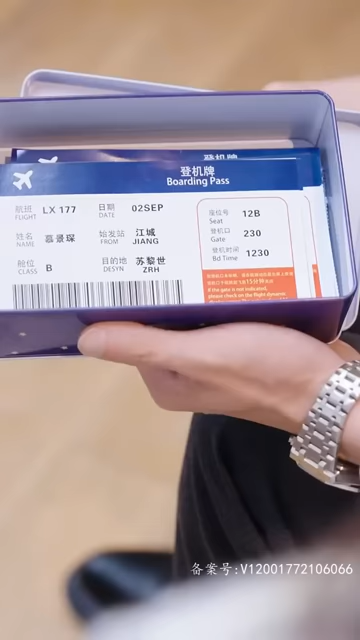 登机牌
登机牌
Boarding Pass
航班 LX 177 日期 02SEP
FLIGHT DATE
姓名 慕景琛 始发站 江城
NAME FROM JIANG
舱位 B 目的地 苏黎世
CLASS DESYN ZRH
座位号 12B
Seat
登机口 230
Gate
登机时间 1230
Bd Time
If the gate is not indicated,
please check on the flight dynamic
备案号:V12001772106066